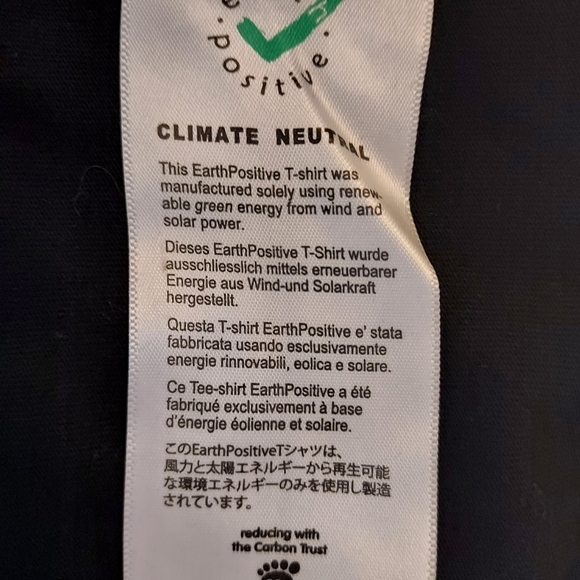 positive
CLIMATE NEUTRAL
This EarthPositive T-shirt was
manufactured solely using renew-
able green energy from wind and
solar power.
Dieses EarthPositive T-Shirt wurde
ausschliesslich mittels erneuerbarer
Energie aus Wind-und Solarkraft
hergestellt.
Questa T-shirt EarthPositive e' stata
fabbricata usando esclusivamente
energie rinnovabili, eolica e solare.
Ce Tee-shirt EarthPositive a été
fabriqué exclusivement à base
d'énergie éolienne et solaire.
このEarthPositiveTシャツは、
風力と太陽エネルギーから再生可能
な環境エネルギーのみを使用し製造
されています。
reducing with
the Carbon Trust